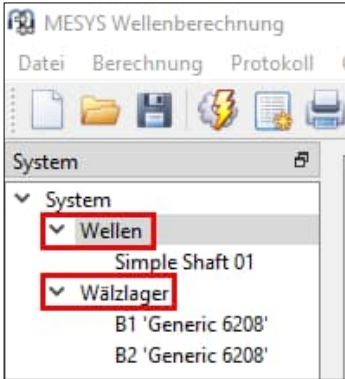 MESYS Wellenberechnung
Datei Berechnung Protokoll
System
System
Wellen
Simple Shaft 01
Wälzlager
B1 'Generic 6208'
B2 'Generic 6208'